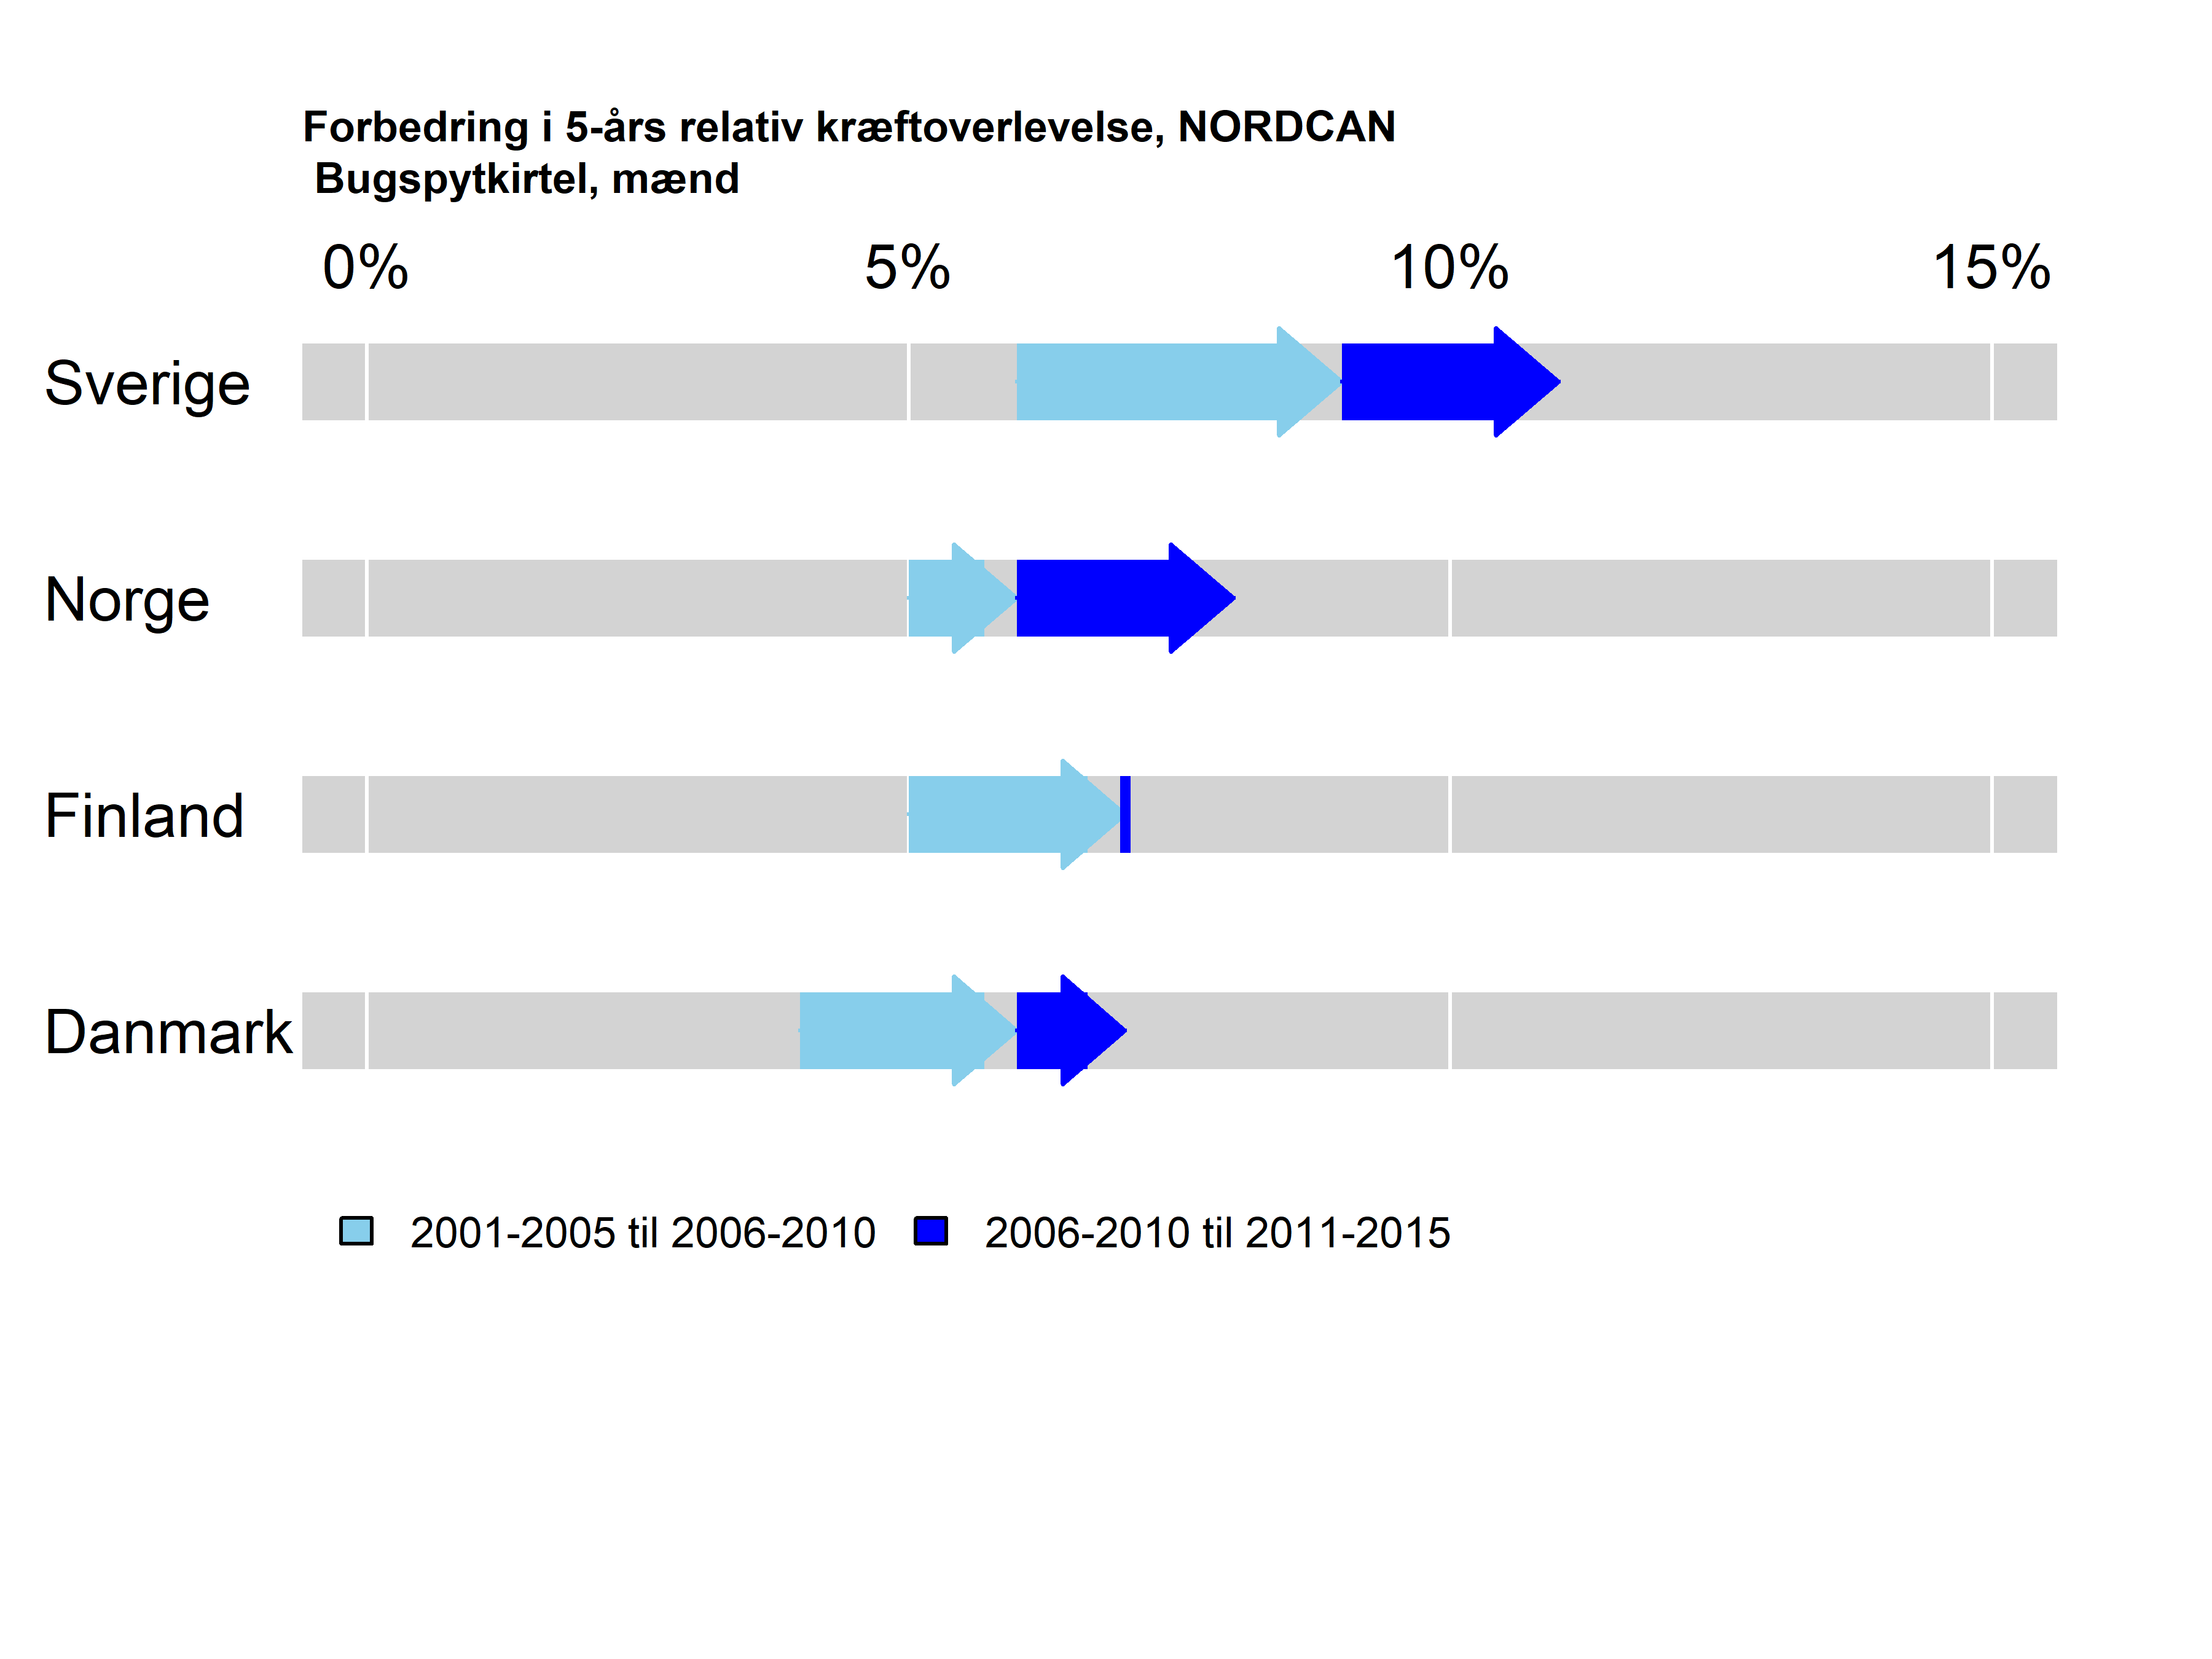 Forbedring i 5-års relativ kræftoverlevelse, NORDCAN
Bugspytkirtel, mænd
0% 5% 10% 15%
Sverige
Norge
Finland
Danmark
2001-2005 til 2006-2010 2006-2010 til 2011-2015